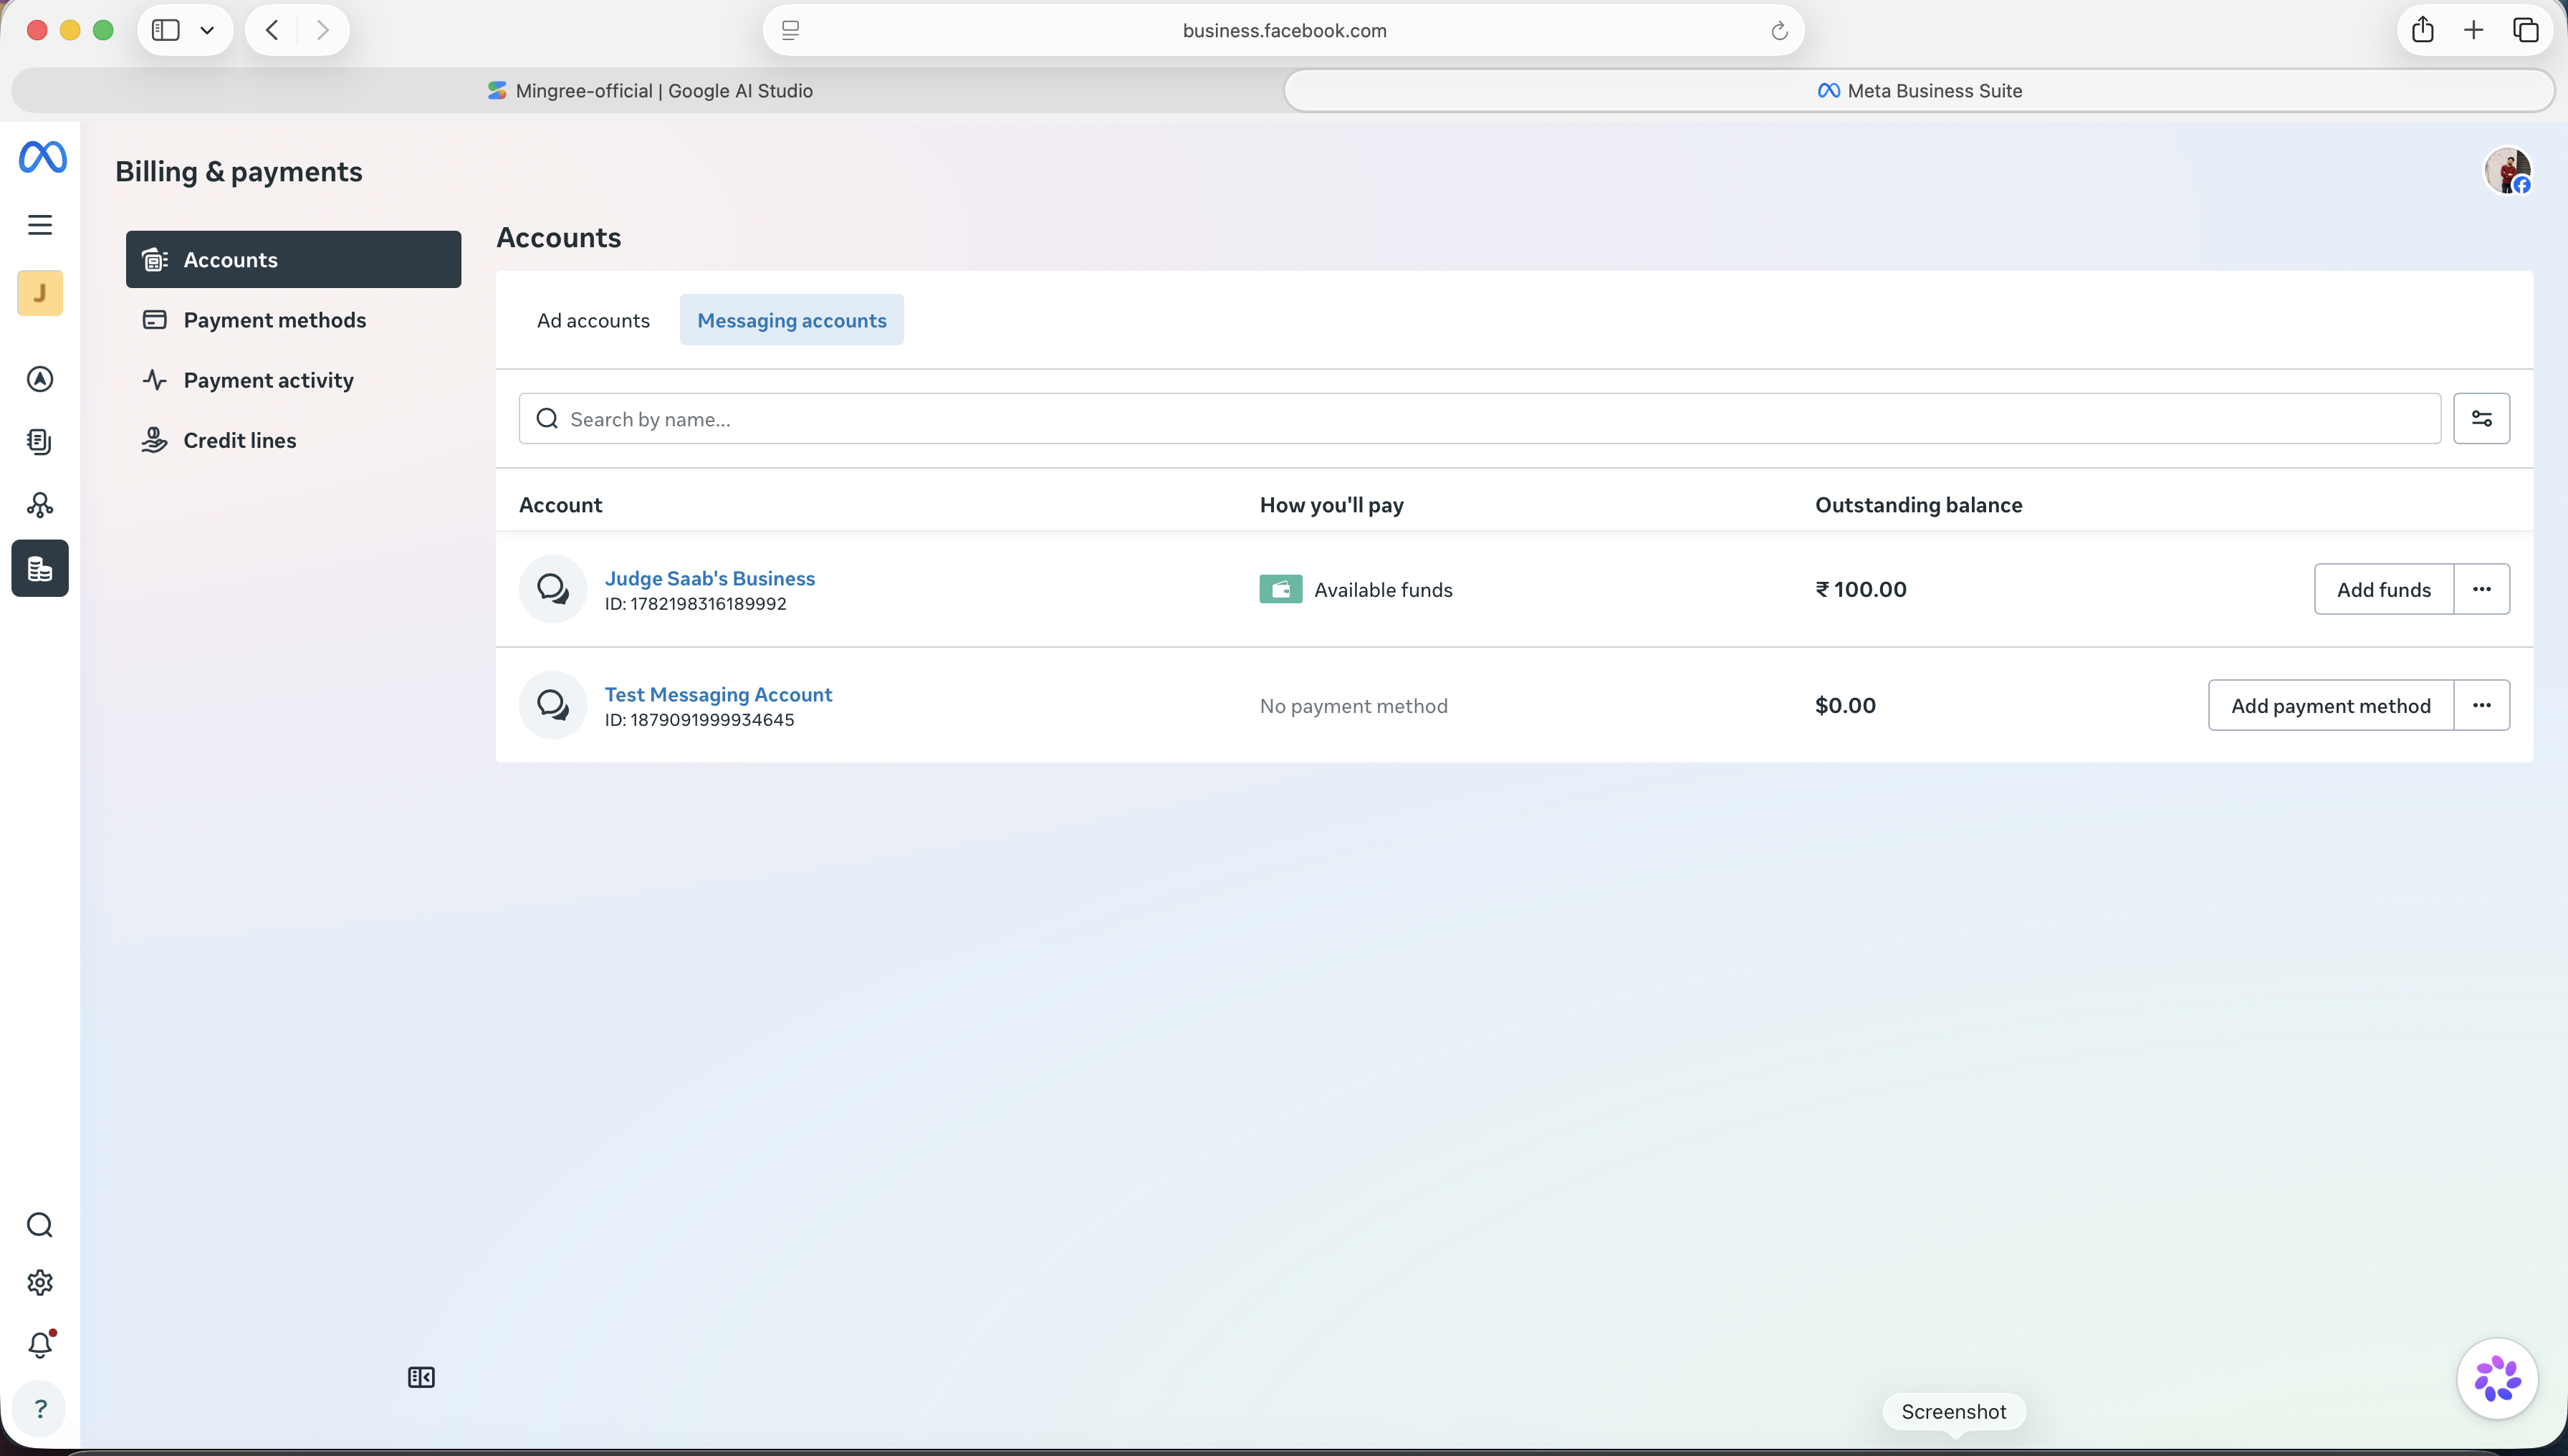 business.facebook.com
Mingree-official | Google AI Studio
Meta Business Suite
Billing & payments
J
Accounts
Payment methods
Payment activity
Credit lines
Accounts
Ad accounts
Messaging accounts
Search by name...
Account
How you'll pay
Outstanding balance
Judge Saab's Business
ID: 1782198316189992
Available funds
₹ 100.00
Add funds
Test Messaging Account
ID: 1879091999934645
No payment method
$0.00
Add payment method
?
Screenshot